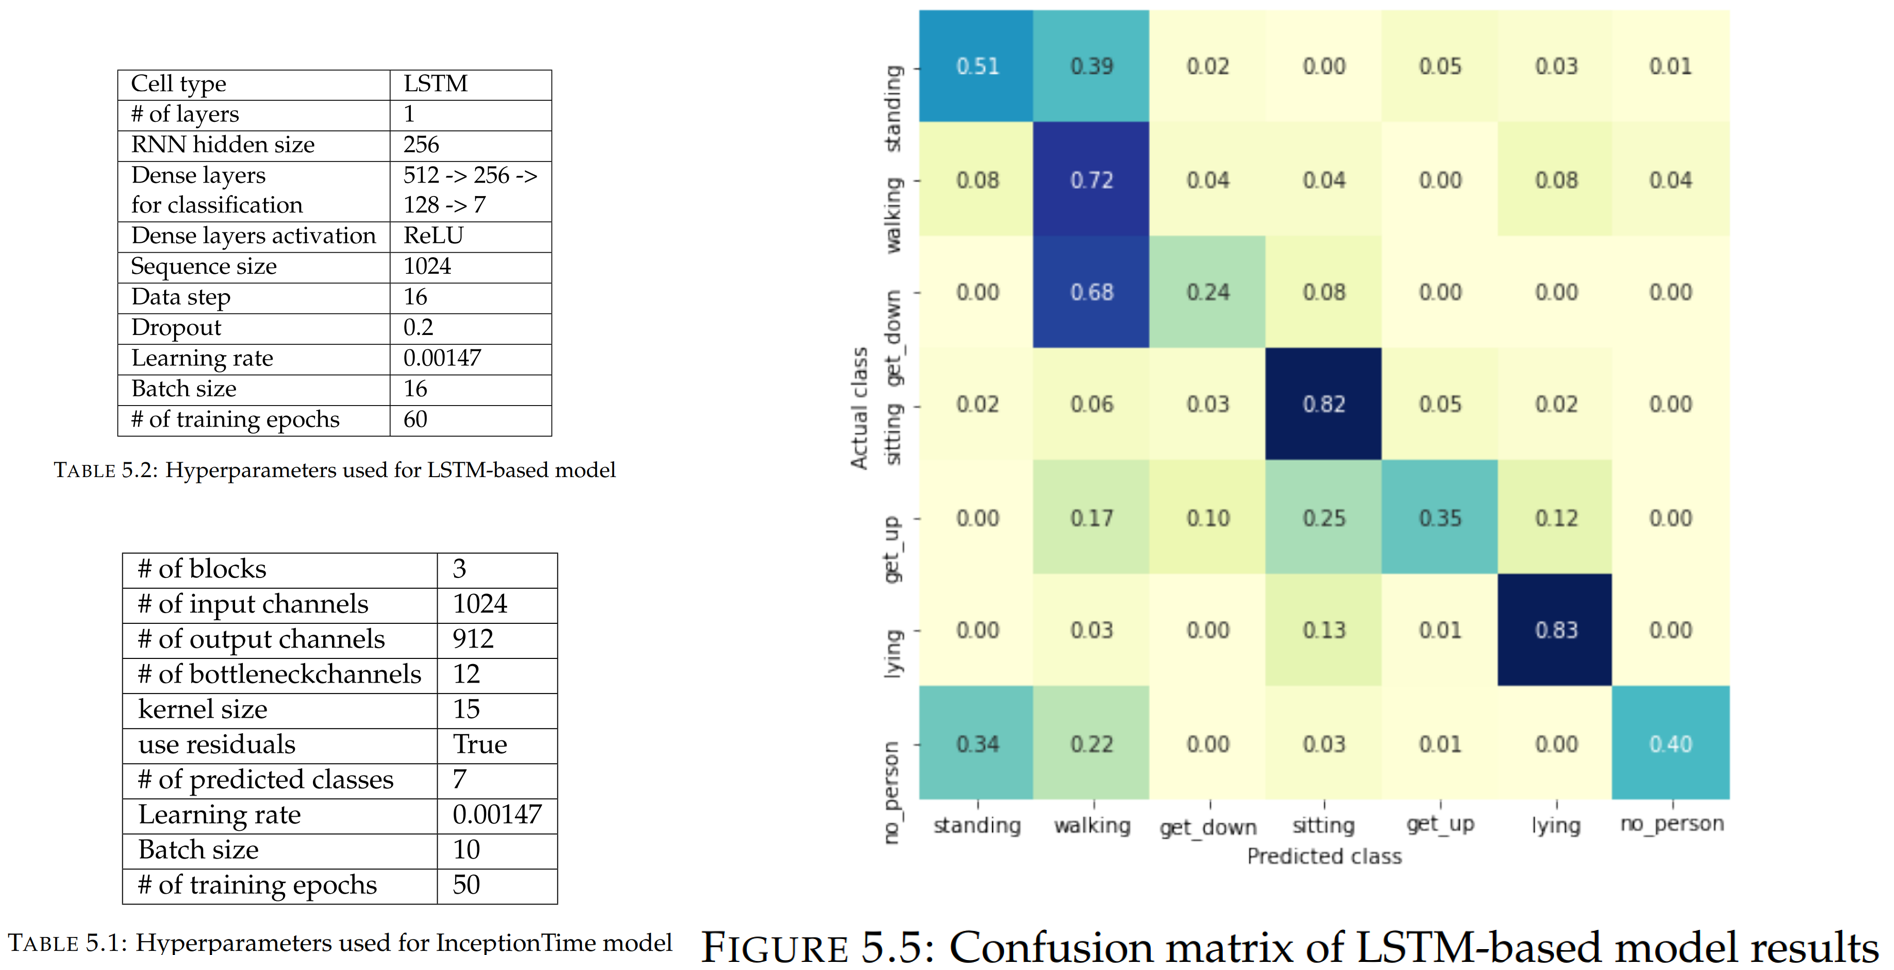 Cell type LSTM
# of layers 1
RNN hidden size 256
Dense layers 512 -> 256 ->
for classification 128 -> 7
Dense layers activation ReLU
Sequence size 1024
Data step 16
Dropout 0.2
Learning rate 0.00147
Batch size 16
# of training epochs 60
TABLE 5.2: Hyperparameters used for LSTM-based model
# of blocks 3
# of input channels 1024
# of output channels 912
# of bottleneckchannels 12
kernel size 15
use residuals True
# of predicted classes 7
Learning rate 0.00147
Batch size 10
# of training epochs 50
TABLE 5.1: Hyperparameters used for InceptionTime model
Actual class
standing 0.51 0.39 0.02 0.00 0.05 0.03 0.01
walking 0.08 0.72 0.04 0.04 0.00 0.08 0.04
get_down 0.00 0.68 0.24 0.08 0.00 0.00 0.00
sitting 0.02 0.06 0.03 0.82 0.05 0.02 0.00
get_up 0.00 0.17 0.10 0.25 0.35 0.12 0.00
lying 0.00 0.03 0.00 0.13 0.01 0.83 0.00
no_person 0.34 0.22 0.00 0.03 0.01 0.00 0.40
standing walking get_down sitting get_up lying no_person
Predicted class
FIGURE 5.5: Confusion matrix of LSTM-based model results